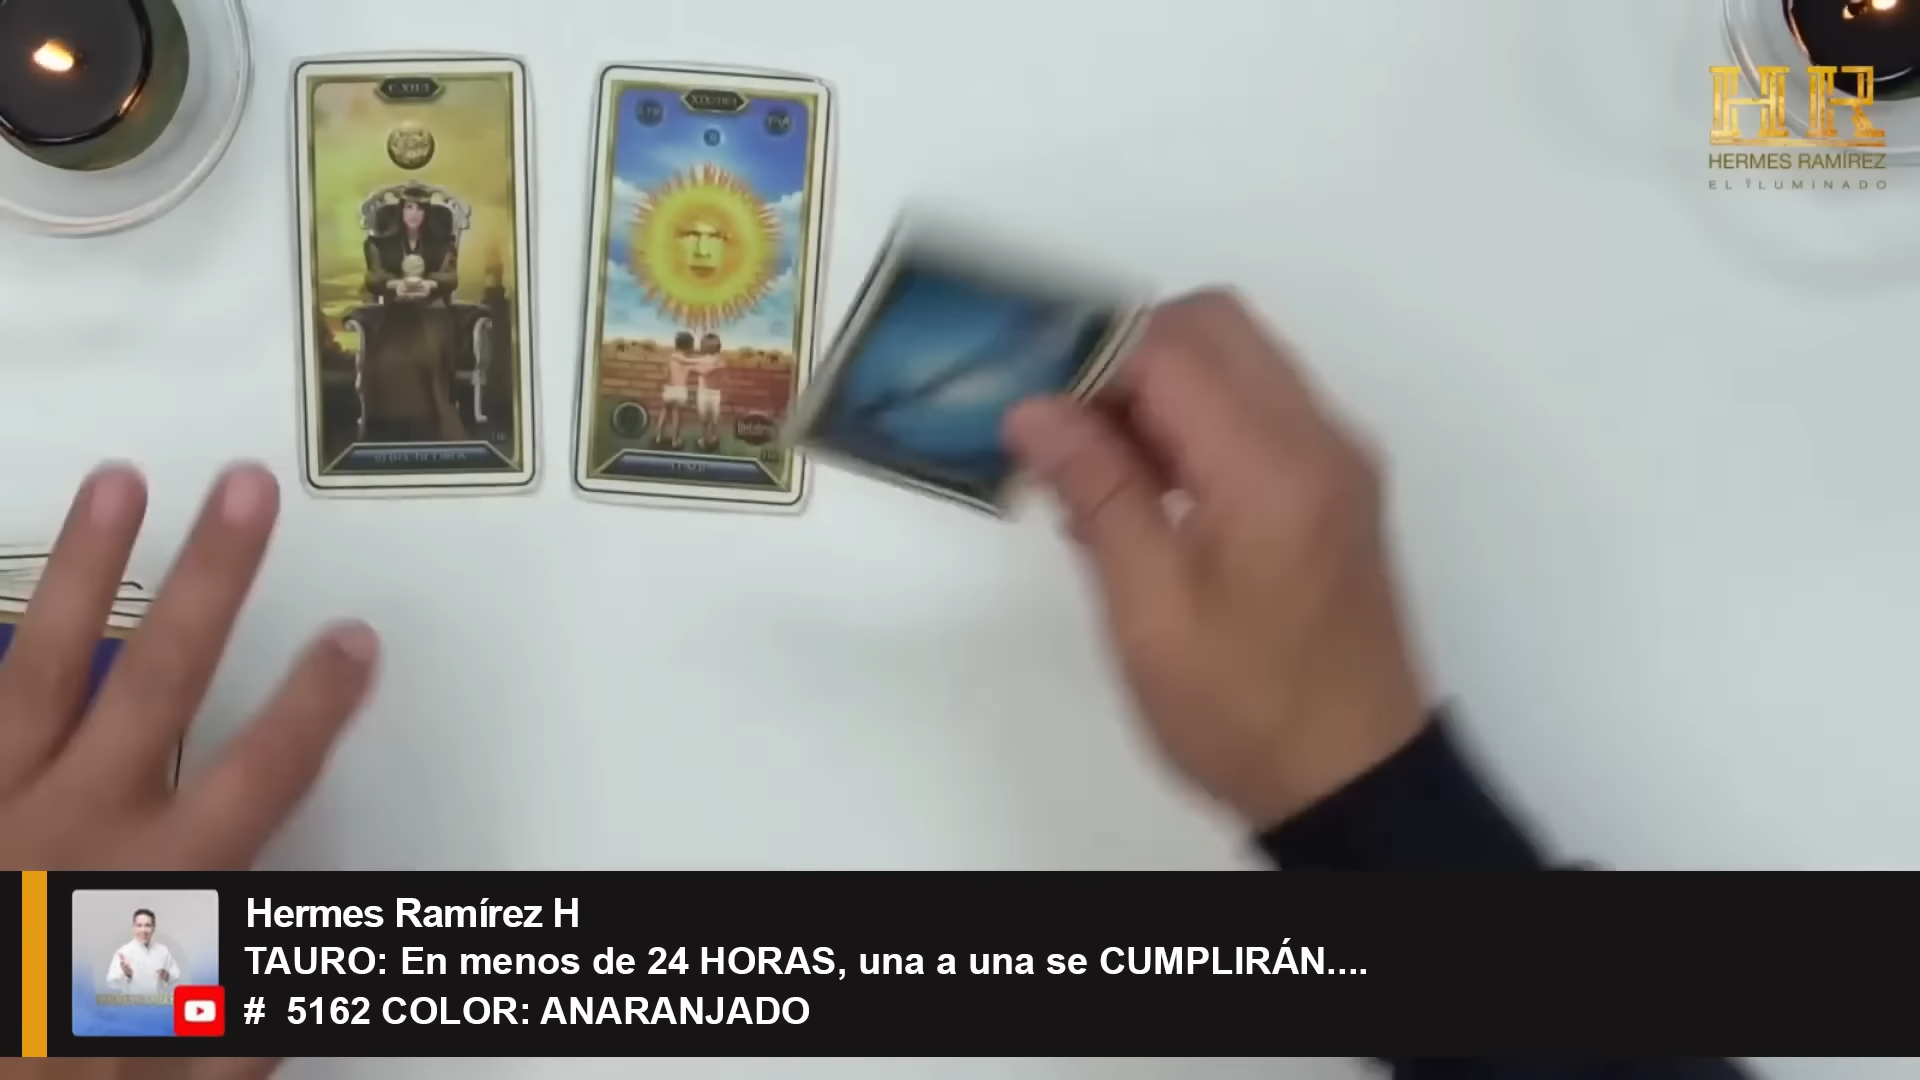 HR
HERMES RAMÍREZ
EL ILUMINADO
Hermes Ramírez H
TAURO: En menos de 24 HORAS, una a una se CUMPLIRÁN....
# 5162 COLOR: ANARANJADO